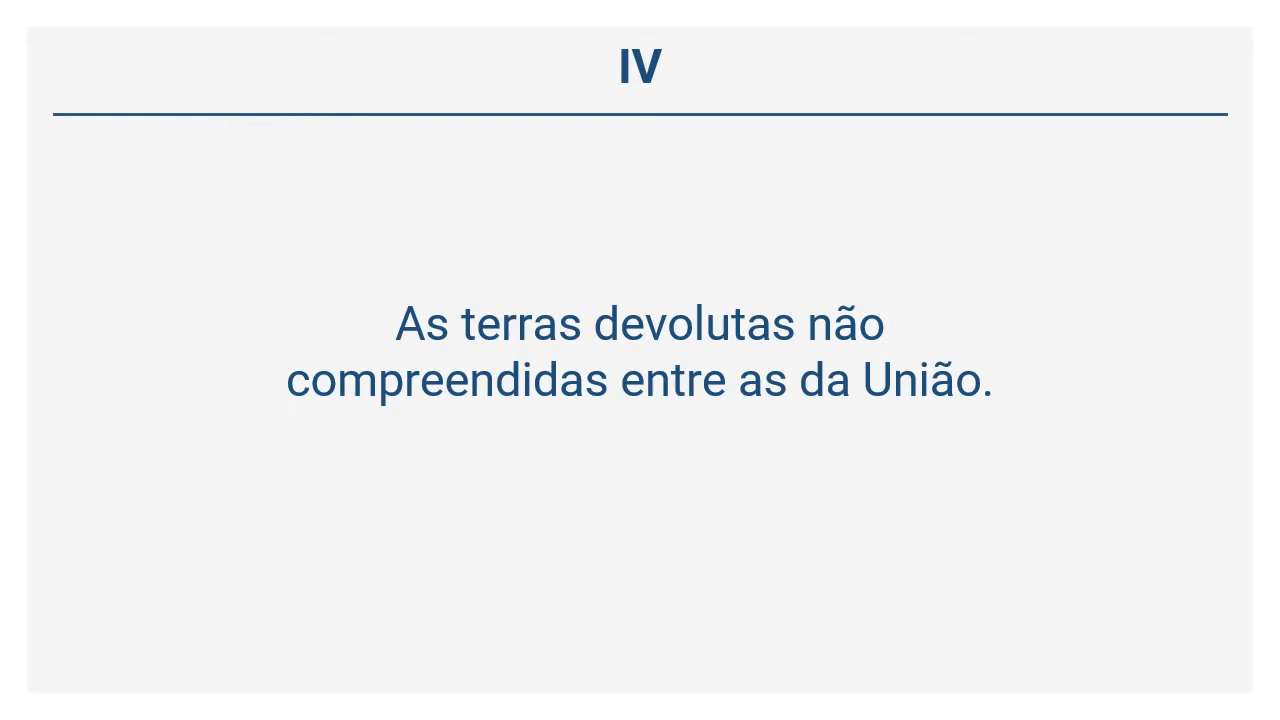 IV
As terras devolutas não
compreendidas entre as da União.